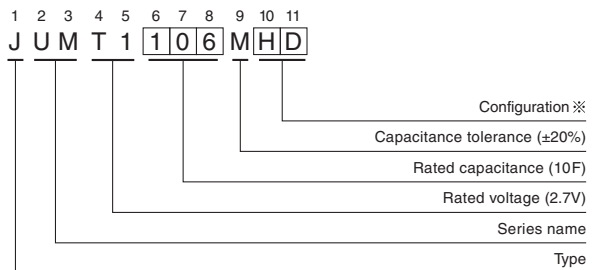 1 2 3 4 5 6 7 8 9 10 11
J U M T 1 1 0 6 M H D
Configuration※
Capacitance tolerance (±20%)
Rated capacitance (10F)
Rated voltage (2.7V)
Series name
Type